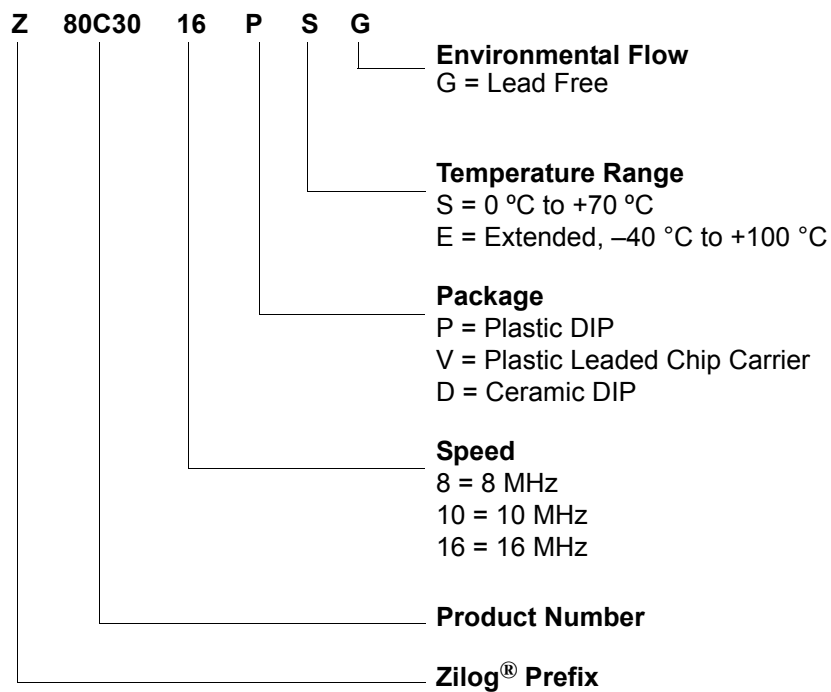 Z 80C30 16 P S G
Environmental Flow
G = Lead Free
Temperature Range
S = 0 ºC to +70 ºC
E = Extended, –40 °C to +100 °C
Package
P = Plastic DIP
V = Plastic Leaded Chip Carrier
D = Ceramic DIP
Speed
8 = 8 MHz
10 = 10 MHz
16 = 16 MHz
Product Number
Zilog® Prefix